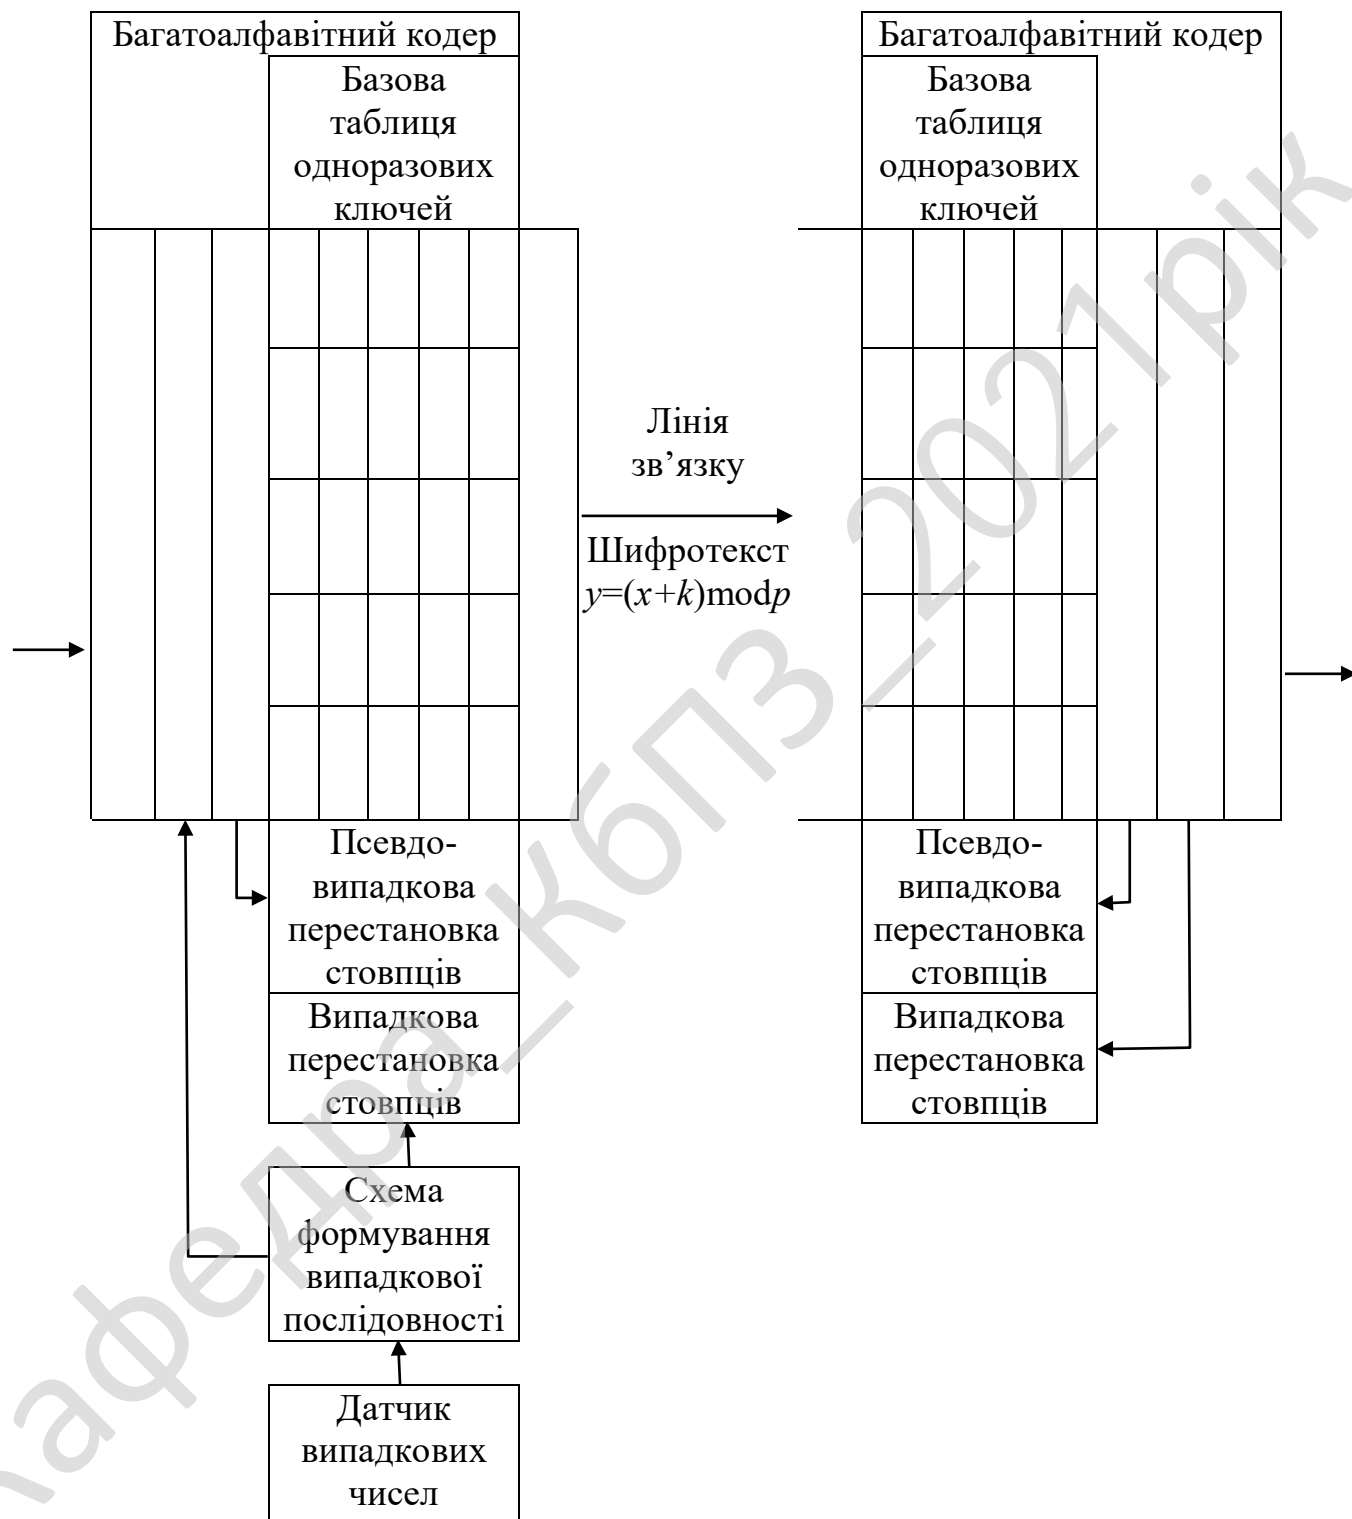 Багатоалфавітний кодер
Базова
таблиця
одноразових
ключей
Псевдо-
випадкова
перестановка
стовпців
Випадкова
перестановка
стовпців
Схема
формування
випадкової
послідовності
Датчик
випадкових
чисел
Лінія
зв’язку
Шифротекст
y=(x+k)modp
Багатоалфавітний кодер
Базова
таблиця
одноразових
ключей
Псевдо-
випадкова
перестановка
стовпців
Випадкова
перестановка
стовпців
Кафедра_КбПЗ_2021рік